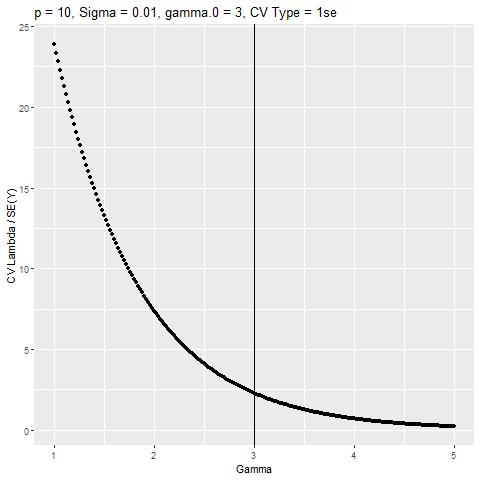 p = 10, Sigma = 0.01, gamma.0 = 3, CV Type = 1se
25
20
15
10
5
0
CV Lambda / SE(Y)
1 2 3 4 5
Gamma